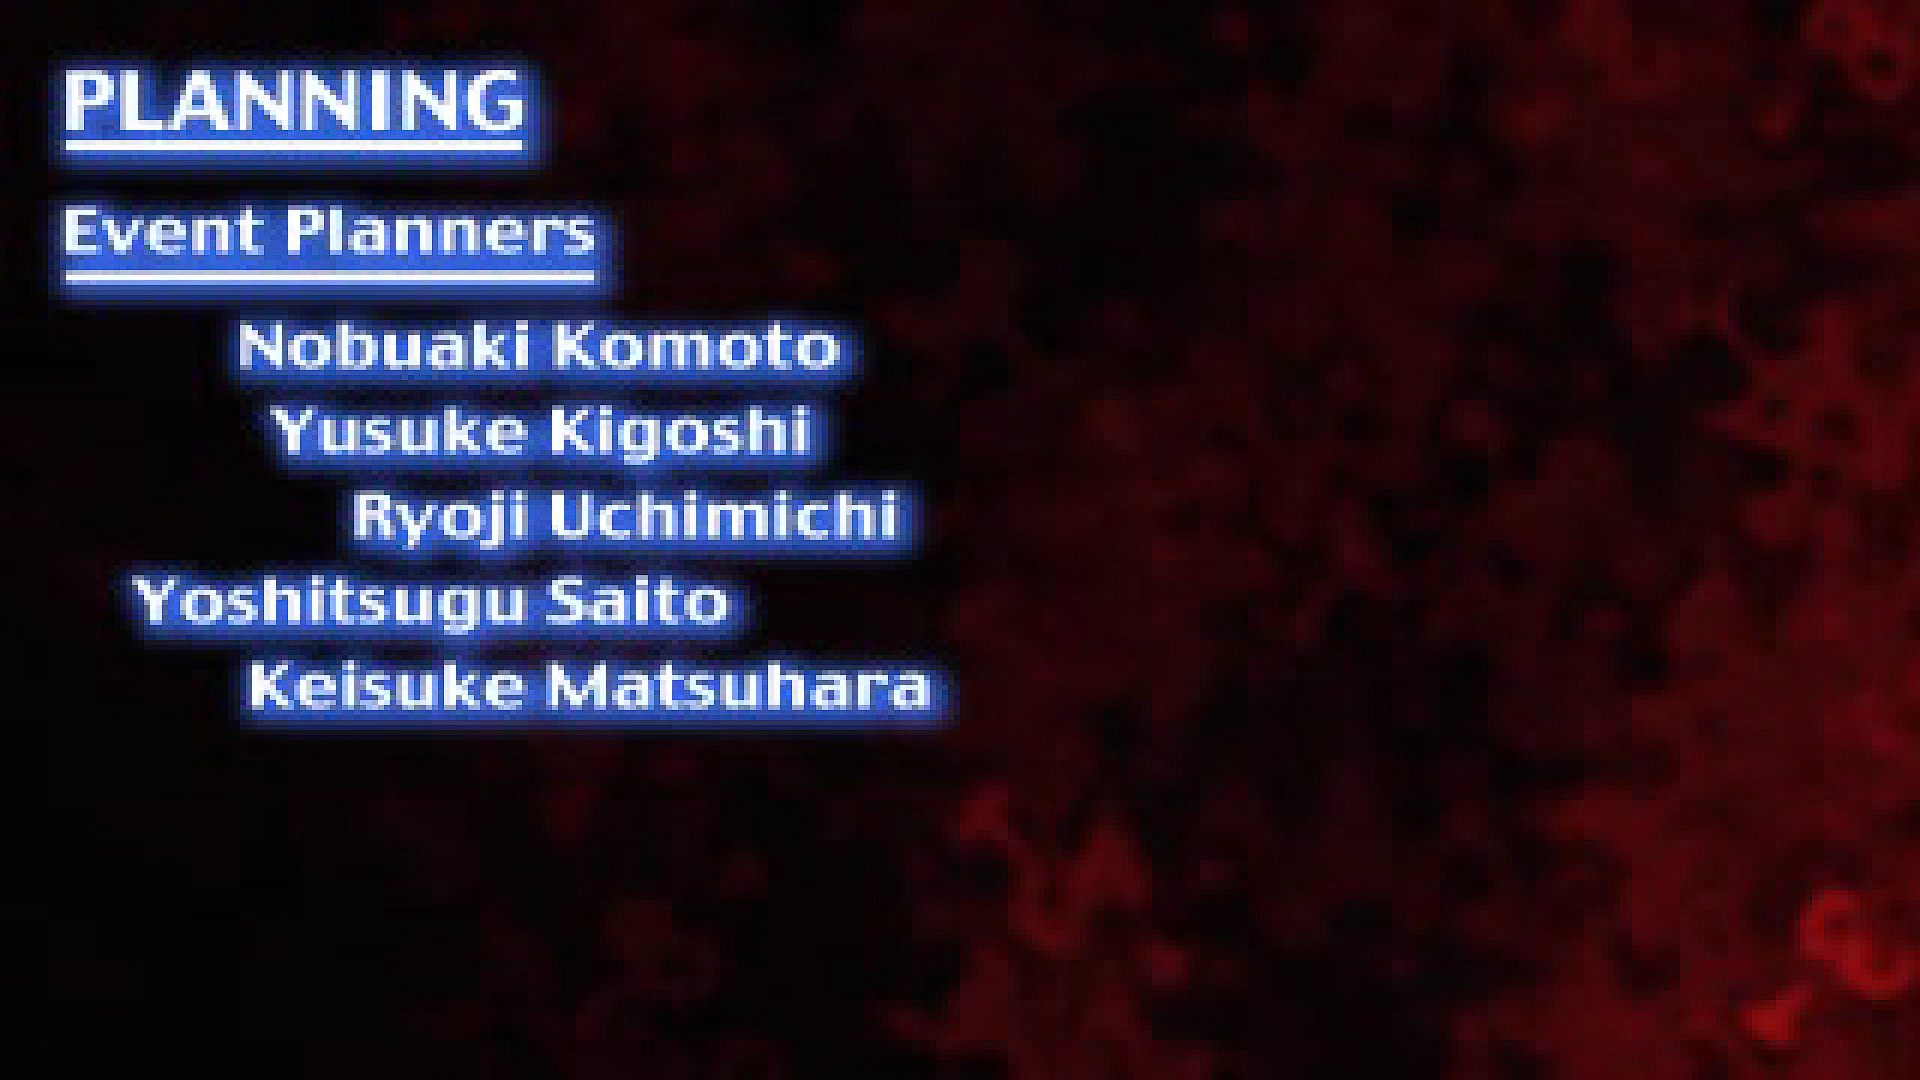 PLANNING
Event Planners
Nobuaki Komoto
Yusuke Kigoshi
Ryoji Uchimichi
Yoshitsugu Saito
Keisuke Matsuhara